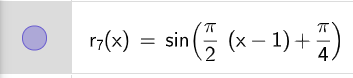 r₇(x) = sin(π/2 (x − 1) + π/4)